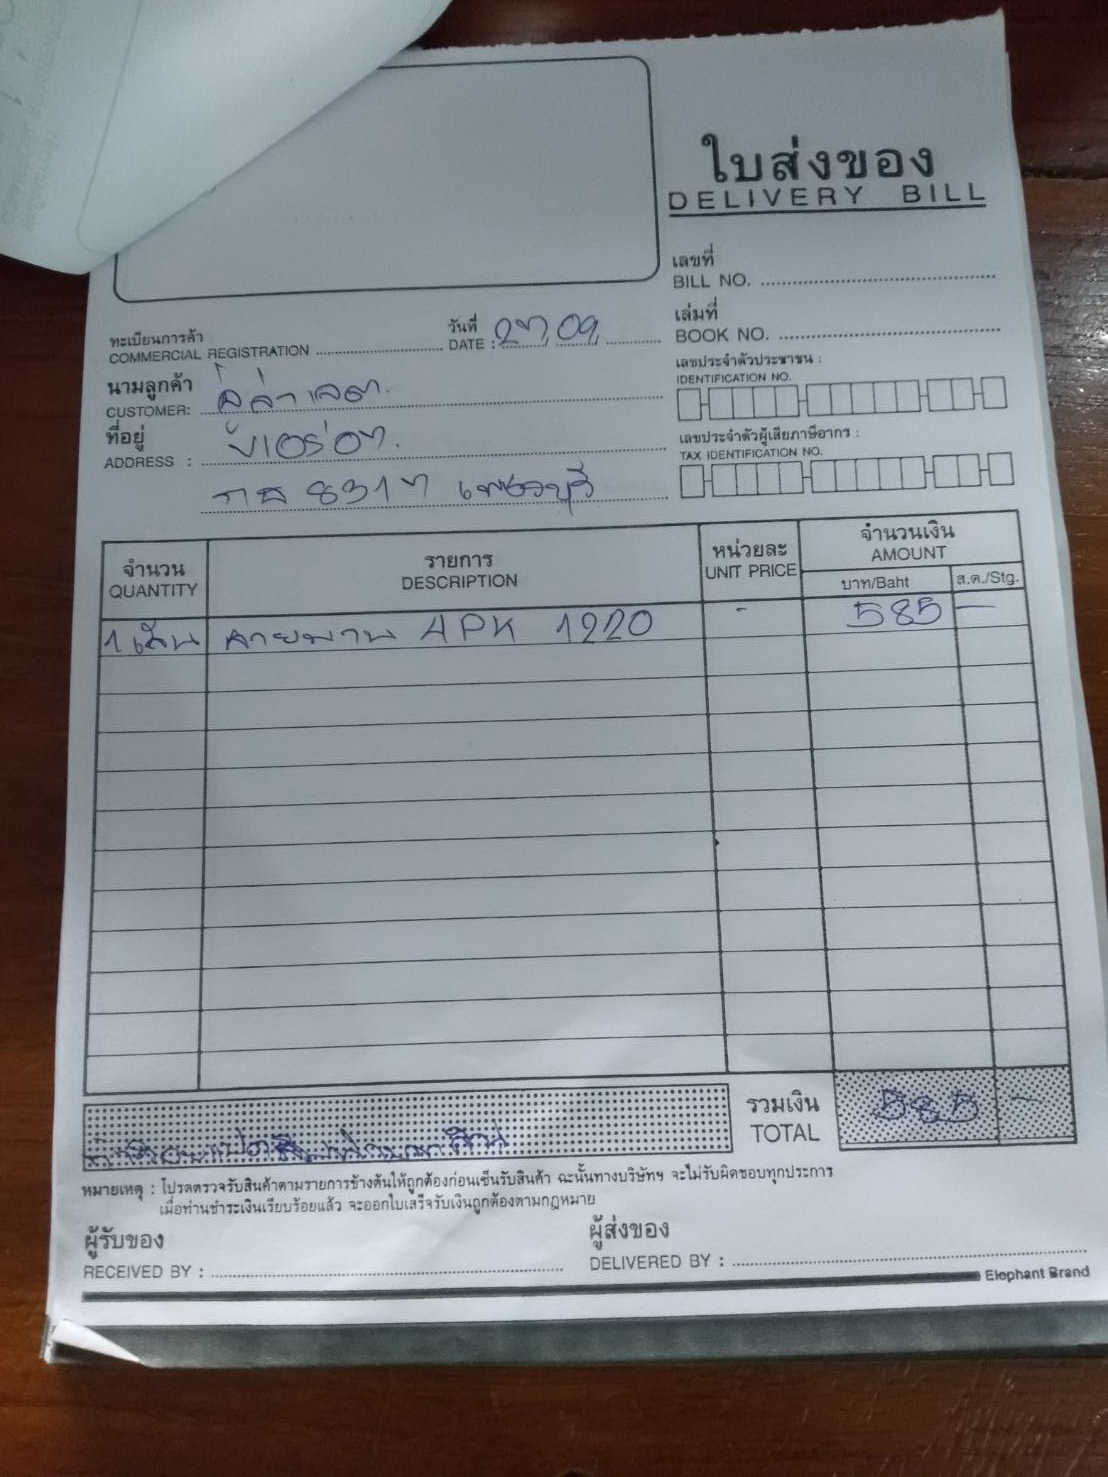 ใบส่งของ
DELIVERY BILL
เลขที่
BILL NO.
เล่มที่
BOOK NO.
ทะเบียนการค้า
COMMERCIAL REGISTRATION
วันที่
DATE : 27,09,
เลขประจำตัวประชาชน :
IDENTIFICATION NO.
นามลูกค้า
CUSTOMER:
ที่อยู่
ADDRESS :
เลขประจำตัวผู้เสียภาษีอากร :
TAX IDENTIFICATION NO.
8317 เพชรบุรี
จำนวน
QUANTITY
รายการ
DESCRIPTION
หน่วยละ
UNIT PRICE
จำนวนเงิน
AMOUNT
บาท/Baht
ส.ต./Stg.
1 เส้น สายพาน 4PK 1220 - 585 -
รวมเงิน
TOTAL
585 -
หมายเหตุ : โปรดตรวจรับสินค้าตามรายการข้างต้นให้ถูกต้องก่อนเซ็นรับสินค้า ฉะนั้นทางบริษัทฯ จะไม่รับผิดชอบทุกประการ
เมื่อท่านชำระเงินเรียบร้อยแล้ว จะออกใบเสร็จรับเงินถูกต้องตามกฎหมาย
ผู้รับของ
RECEIVED BY :
ผู้ส่งของ
DELIVERED BY :
Elephant Brand